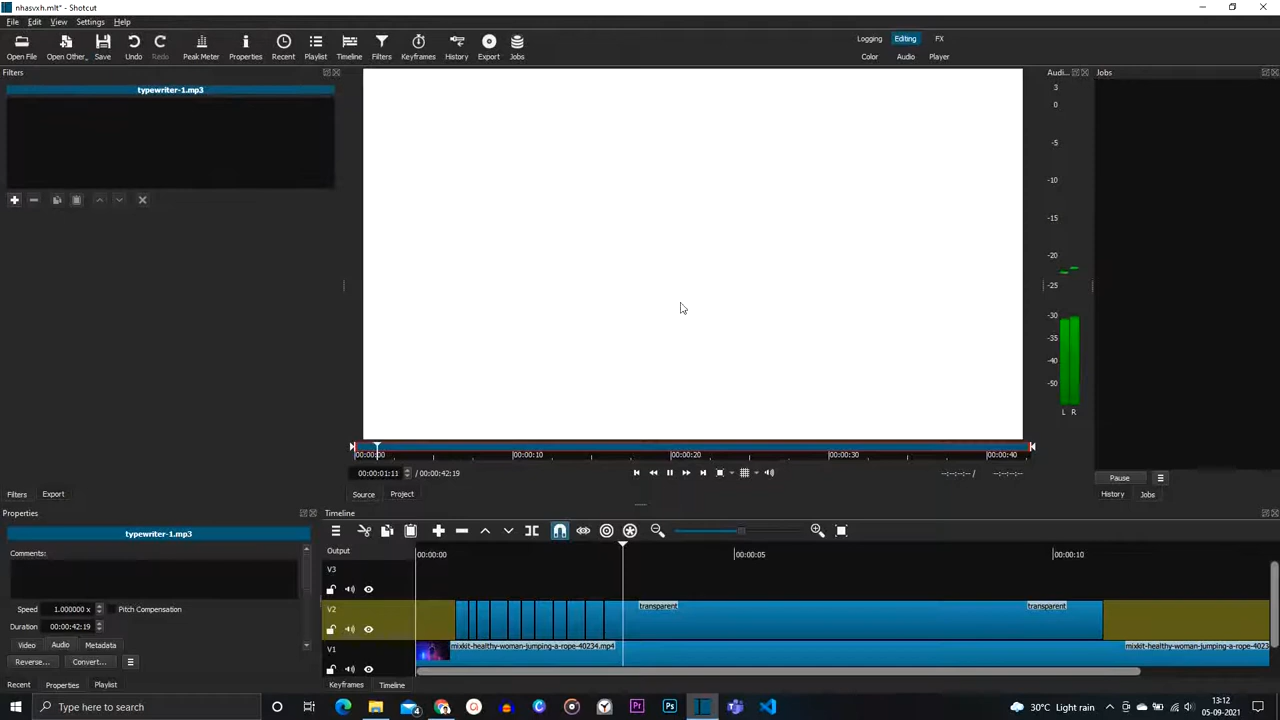 nhasvxh.mlt* - Shotcut
File Edit View Settings Help
Open File Open Other.. Save Undo Redo Peak Meter Properties Recent Playlist Timeline Filters Keyframes History Export Jobs
Logging Editing FX
Color Audio Player
Filters
Audi...
Jobs
typewriter-1.mp3
3
0
-5
-10
-15
-20
-25
-30
-35
-40
-50
L R
00:00:00 00:00:10 00:00:20 00:00:30 00:00:40
00:00:01:11 / 00:00:42:19
--:--:--:-- / --:--:--:--
Pause
Filters Export
Source Project
History Jobs
Properties
Timeline
typewriter-1.mp3
Comments:
Output
00:00:00 00:00:05 00:00:10
V3
Speed 1.000000 x Pitch Compensation
V2
transparent transparent
Duration 00:00:42:19
Video Audio Metadata
V1
mixkit-healthy-woman-jumping-a-rope-40234.mp4 mixkit-healthy-woman-jumping-a-rope-4023
Reverse... Convert...
Recent Properties Playlist
Keyframes Timeline
Type here to search
4
Pr
Ps
30°C Light rain
13:12
05-09-2021